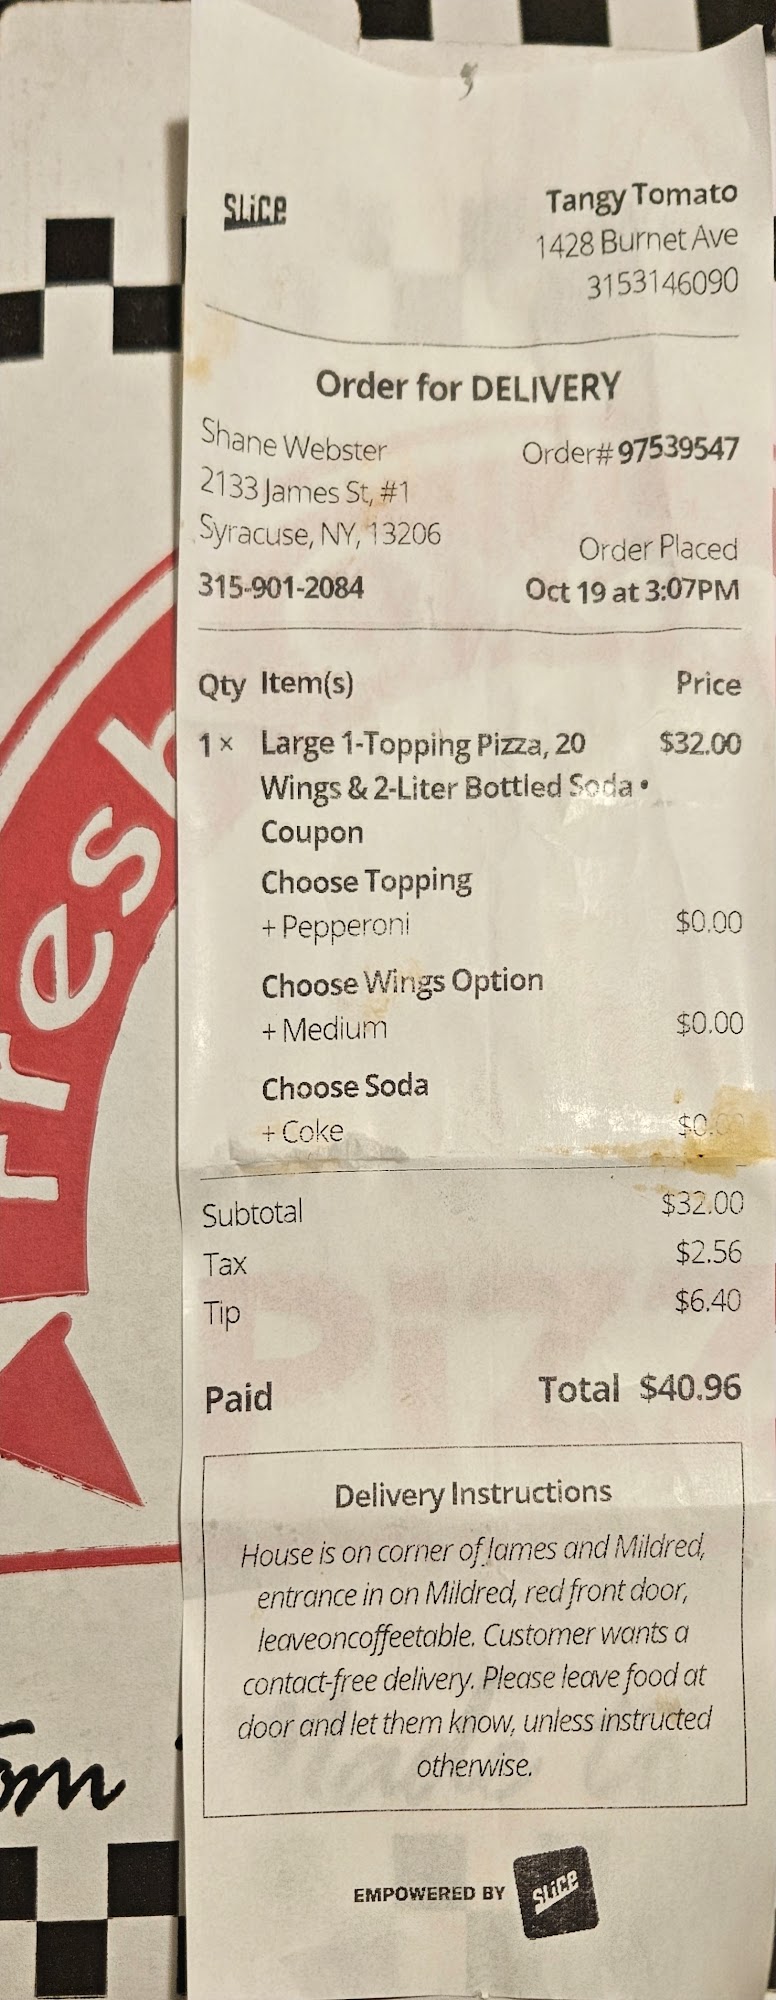 SLiCE
Tangy Tomato
1428 Burnet Ave
3153146090
Order for DELIVERY
Shane Webster
2133 James St, #1
Syracuse, NY, 13206
315-901-2084
Order# 97539547
Order Placed
Oct 19 at 3:07PM
Qty Item(s) Price
1 × Large 1-Topping Pizza, 20 $32.00
Wings & 2-Liter Bottled Soda •
Coupon
Choose Topping
+ Pepperoni $0.00
Choose Wings Option
+ Medium $0.00
Choose Soda
+ Coke $0.00
Subtotal $32.00
Tax $2.56
Tip $6.40
Paid Total $40.96
Delivery Instructions
House is on corner of James and Mildred,
entrance in on Mildred, red front door,
leaveoncoffeetable. Customer wants a
contact-free delivery. Please leave food at
door and let them know, unless instructed
otherwise.
EMPOWERED BY SLiCE
Fresh